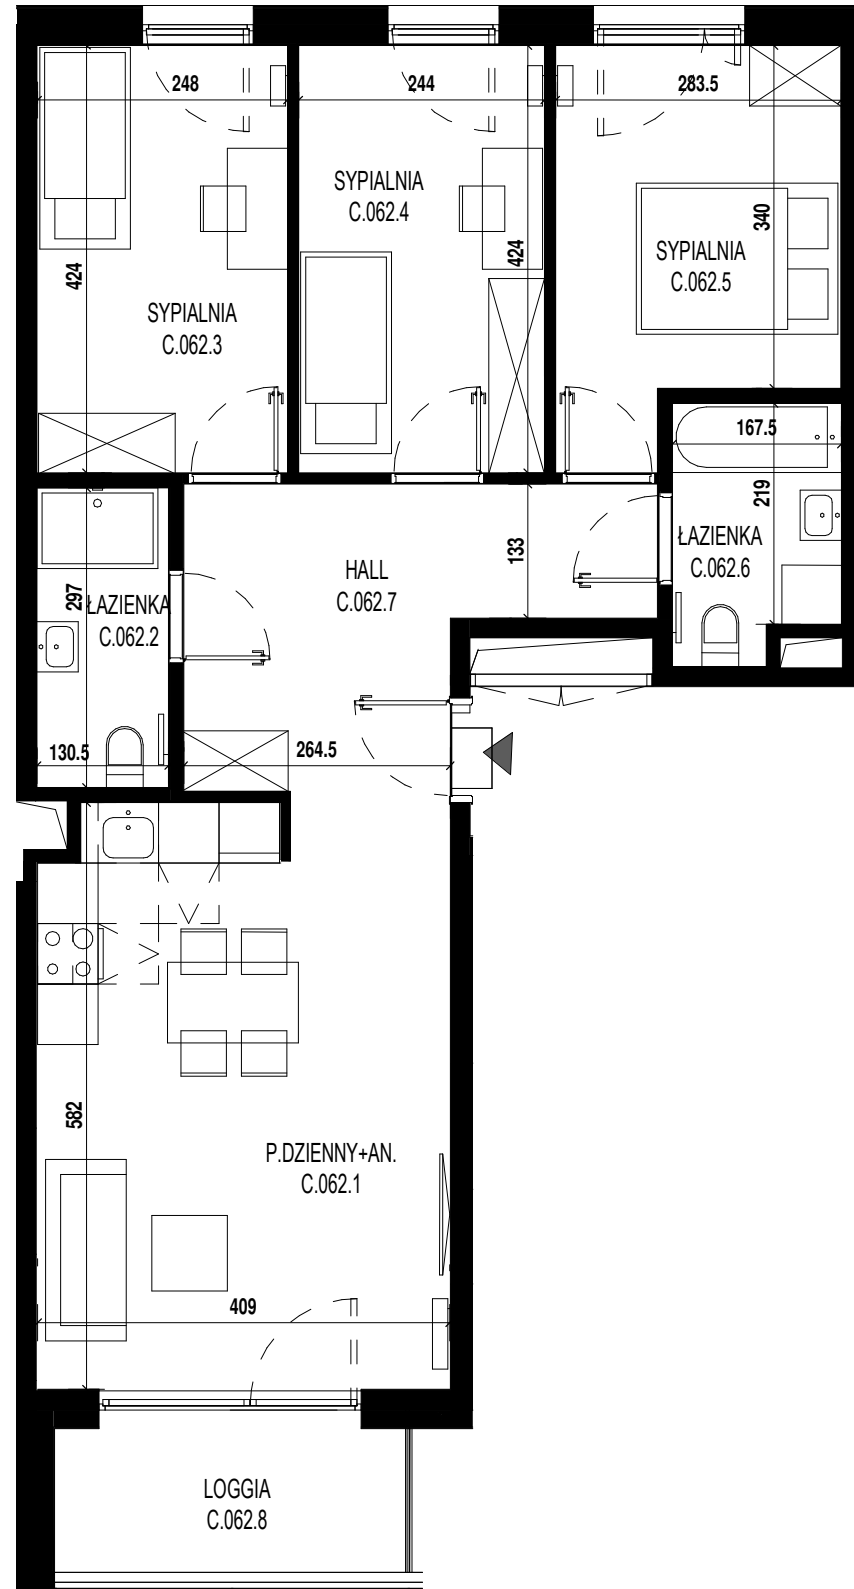 248
244
283.5
SYPIALNIA
C.062.4
340
SYPIALNIA
C.062.5
424
424
SYPIALNIA
C.062.3
167.5
219
ŁAZIENKA
C.062.6
133
HALL
C.062.7
297
ŁAZIENKA
C.062.2
130.5
264.5
582
P.DZIENNY+AN.
C.062.1
409
LOGGIA
C.062.8